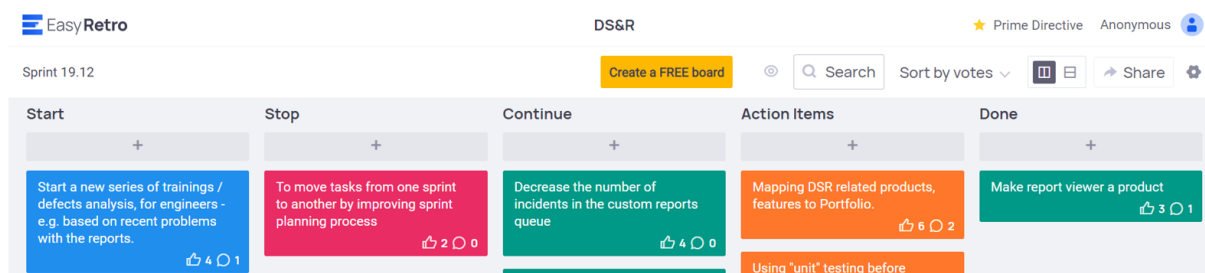 EasyRetro
DS&R
Prime Directive
Anonymous
Sprint 19.12
Create a FREE board
Search
Sort by votes
Share
Start
Stop
Continue
Action Items
Done
+
+
+
+
+
Start a new series of trainings /
defects analysis, for engineers -
e.g. based on recent problems
with the reports.
4 1
To move tasks from one sprint
to another by improving sprint
planning process
2 0
Decrease the number of
incidents in the custom reports
queue
4 0
Mapping DSR related products,
features to Portfolio.
6 2
Using "unit" testing before
Make report viewer a product
3 1